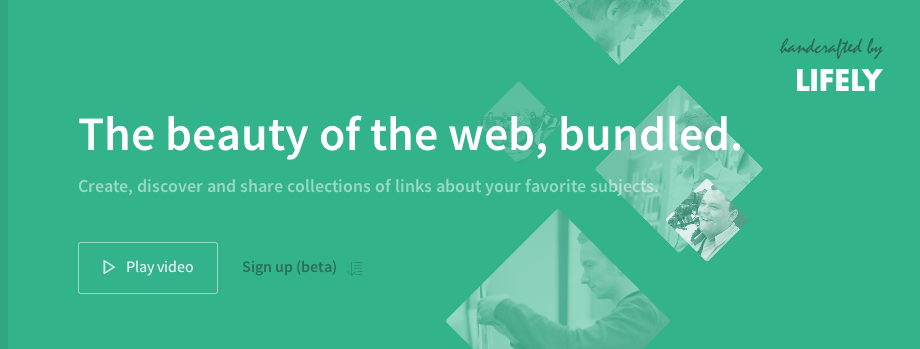 handcrafted by
LIFELY
The beauty of the web, bundled.
Create, discover and share collections of links about your favorite subjects.
Play video
Sign up (beta)